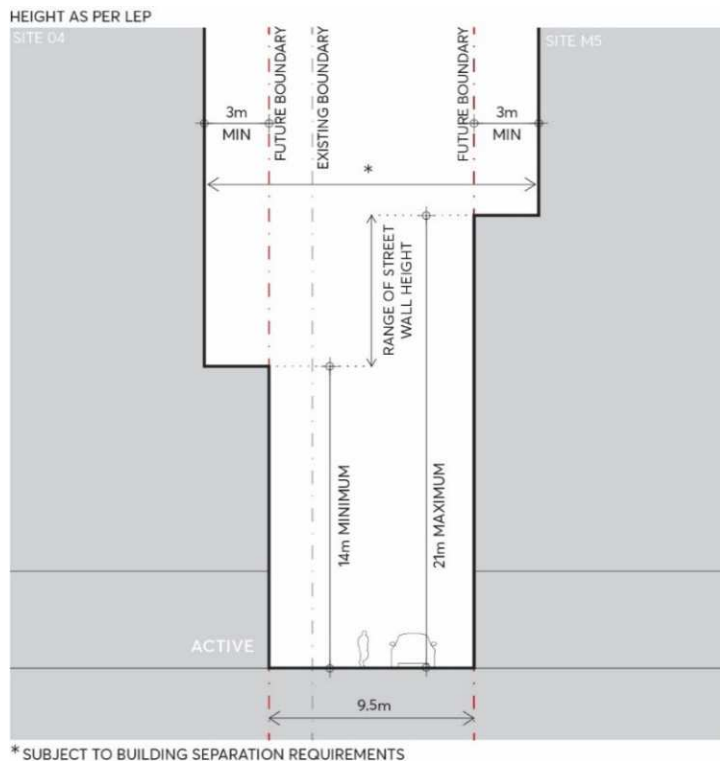 HEIGHT AS PER LEP
SITE 04
SITE M5
FUTURE BOUNDARY
EXISTING BOUNDARY
FUTURE BOUNDARY
3m
MIN
3m
MIN
*
RANGE OF STREET
WALL HEIGHT
14m MINIMUM
21m MAXIMUM
ACTIVE
9.5m
* SUBJECT TO BUILDING SEPARATION REQUIREMENTS